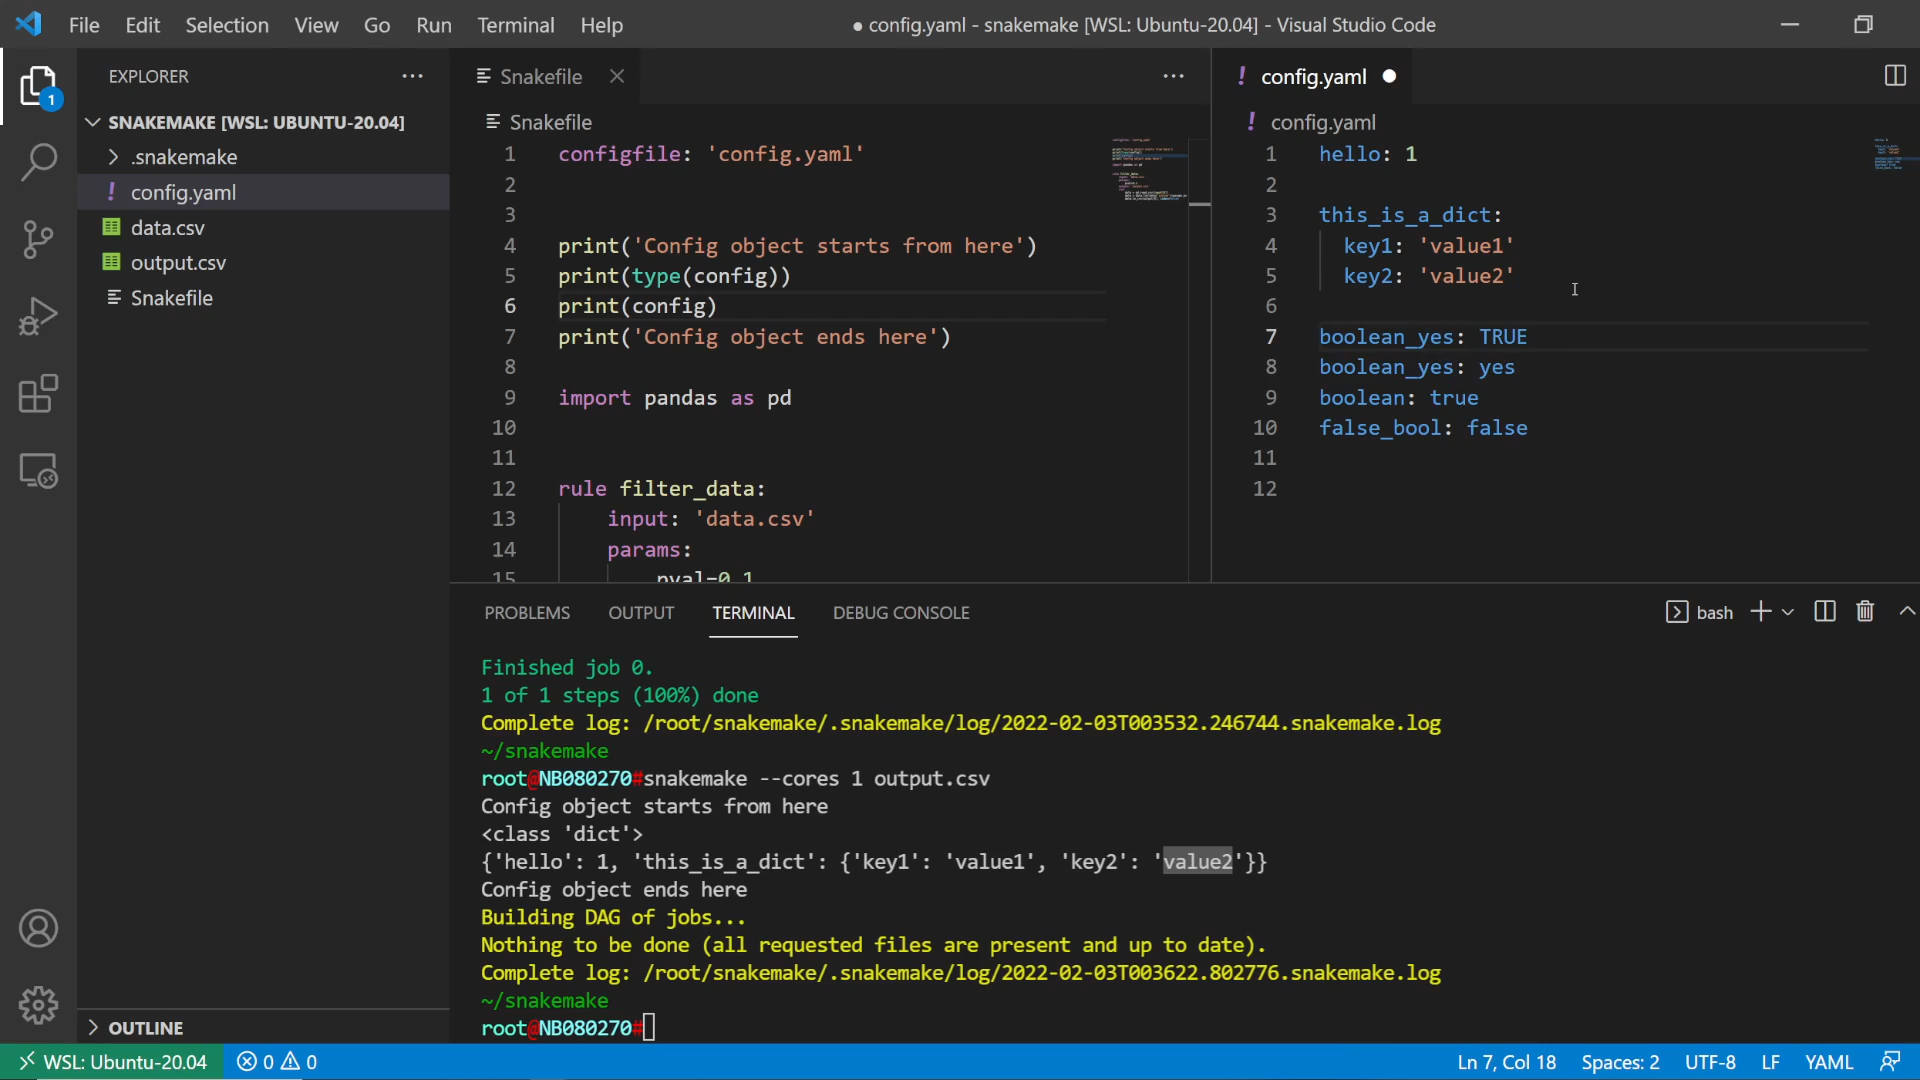 File Edit Selection View Go Run Terminal Help
● config.yaml - snakemake [WSL: Ubuntu-20.04] - Visual Studio Code
1
EXPLORER
SNAKEMAKE [WSL: UBUNTU-20.04]
.snakemake
! config.yaml
data.csv
output.csv
Snakefile
OUTLINE
Snakefile
Snakefile
1 configfile: 'config.yaml'
2
3
4 print('Config object starts from here')
5 print(type(config))
6 print(config)
7 print('Config object ends here')
8
9 import pandas as pd
10
11
12 rule filter_data:
13 input: 'data.csv'
14 params:
15 pval=0.1
! config.yaml ●
! config.yaml
1 hello: 1
2
3 this_is_a_dict:
4 key1: 'value1'
5 key2: 'value2'
6
7 boolean_yes: TRUE
8 boolean_yes: yes
9 boolean: true
10 false_bool: false
11
12
PROBLEMS OUTPUT TERMINAL DEBUG CONSOLE
bash
Finished job 0.
1 of 1 steps (100%) done
Complete log: /root/snakemake/.snakemake/log/2022-02-03T003532.246744.snakemake.log
~/snakemake
root@NB080270#snakemake --cores 1 output.csv
Config object starts from here
<class 'dict'>
{'hello': 1, 'this_is_a_dict': {'key1': 'value1', 'key2': 'value2'}}
Config object ends here
Building DAG of jobs...
Nothing to be done (all requested files are present and up to date).
Complete log: /root/snakemake/.snakemake/log/2022-02-03T003622.802776.snakemake.log
~/snakemake
root@NB080270#
WSL: Ubuntu-20.04 0 0
Ln 7, Col 18 Spaces: 2 UTF-8 LF YAML